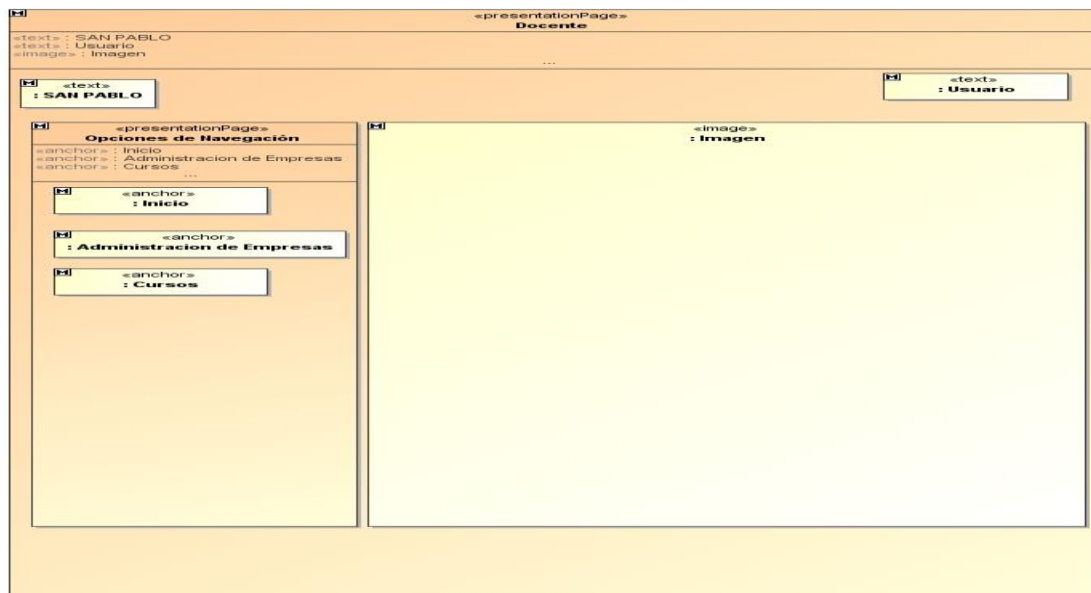 «presentationPage»
Docente
«text» : SAN PABLO
«text» : Usuario
«image» : Imagen
...
«text»
: SAN PABLO
«text»
: Usuario
«presentationPage»
Opciones de Navegación
«anchor» : Inicio
«anchor» : Administracion de Empresas
«anchor» : Cursos
...
«anchor»
: Inicio
«anchor»
: Administracion de Empresas
«anchor»
: Cursos
«image»
: Imagen